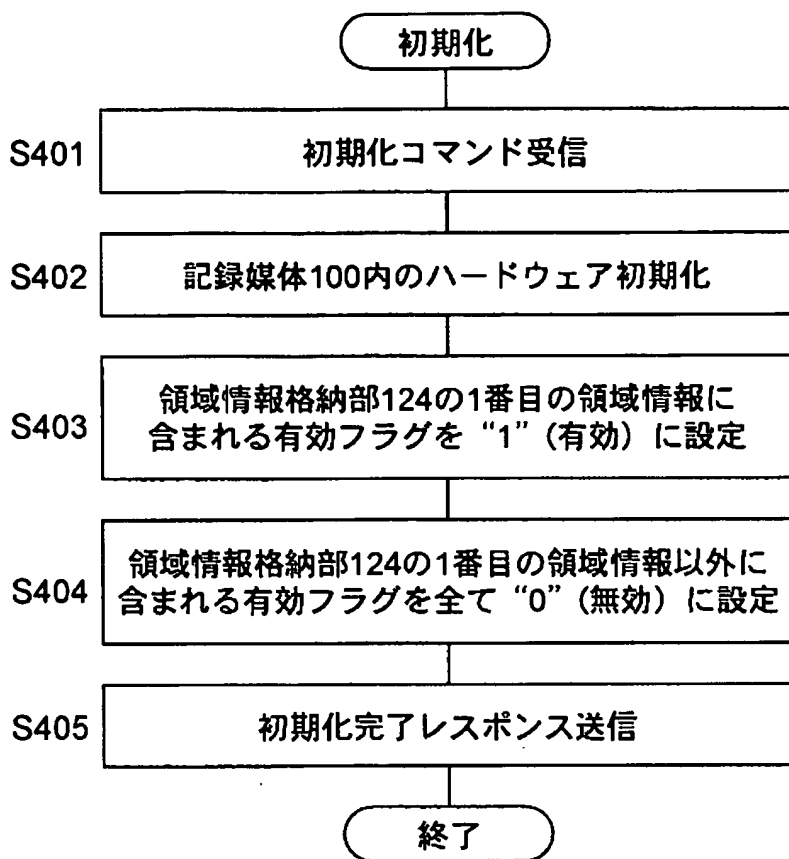 初期化
S401 初期化コマンド受信
S402 記録媒体100内のハードウェア初期化
S403 領域情報格納部124の1番目の領域情報に
含まれる有効フラグを “1”(有効)に設定
S404 領域情報格納部124の1番目の領域情報以外に
含まれる有効フラグを全て “0”(無効)に設定
S405 初期化完了レスポンス送信
終了